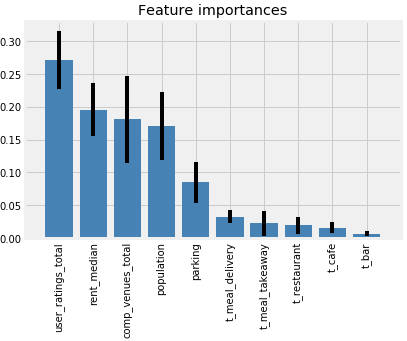 Feature importances
0.30
0.25
0.20
0.15
0.10
0.05
0.00
user_ratings_total
rent_median
comp_venues_total
population
parking
t_meal_delivery
t_meal_takeaway
t_restaurant
t_cafe
t_bar